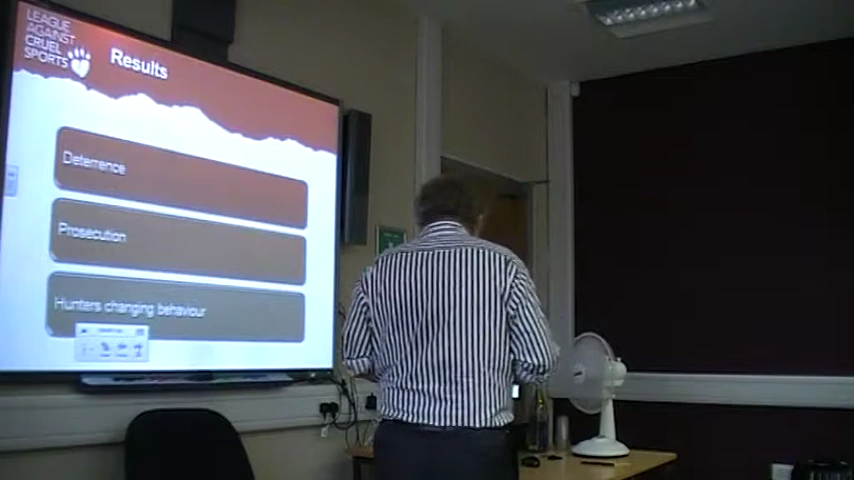 LEAGUE
AGAINST
CRUEL
SPORTS
Results
Deterrence
Prosecution
Hunters changing behaviour